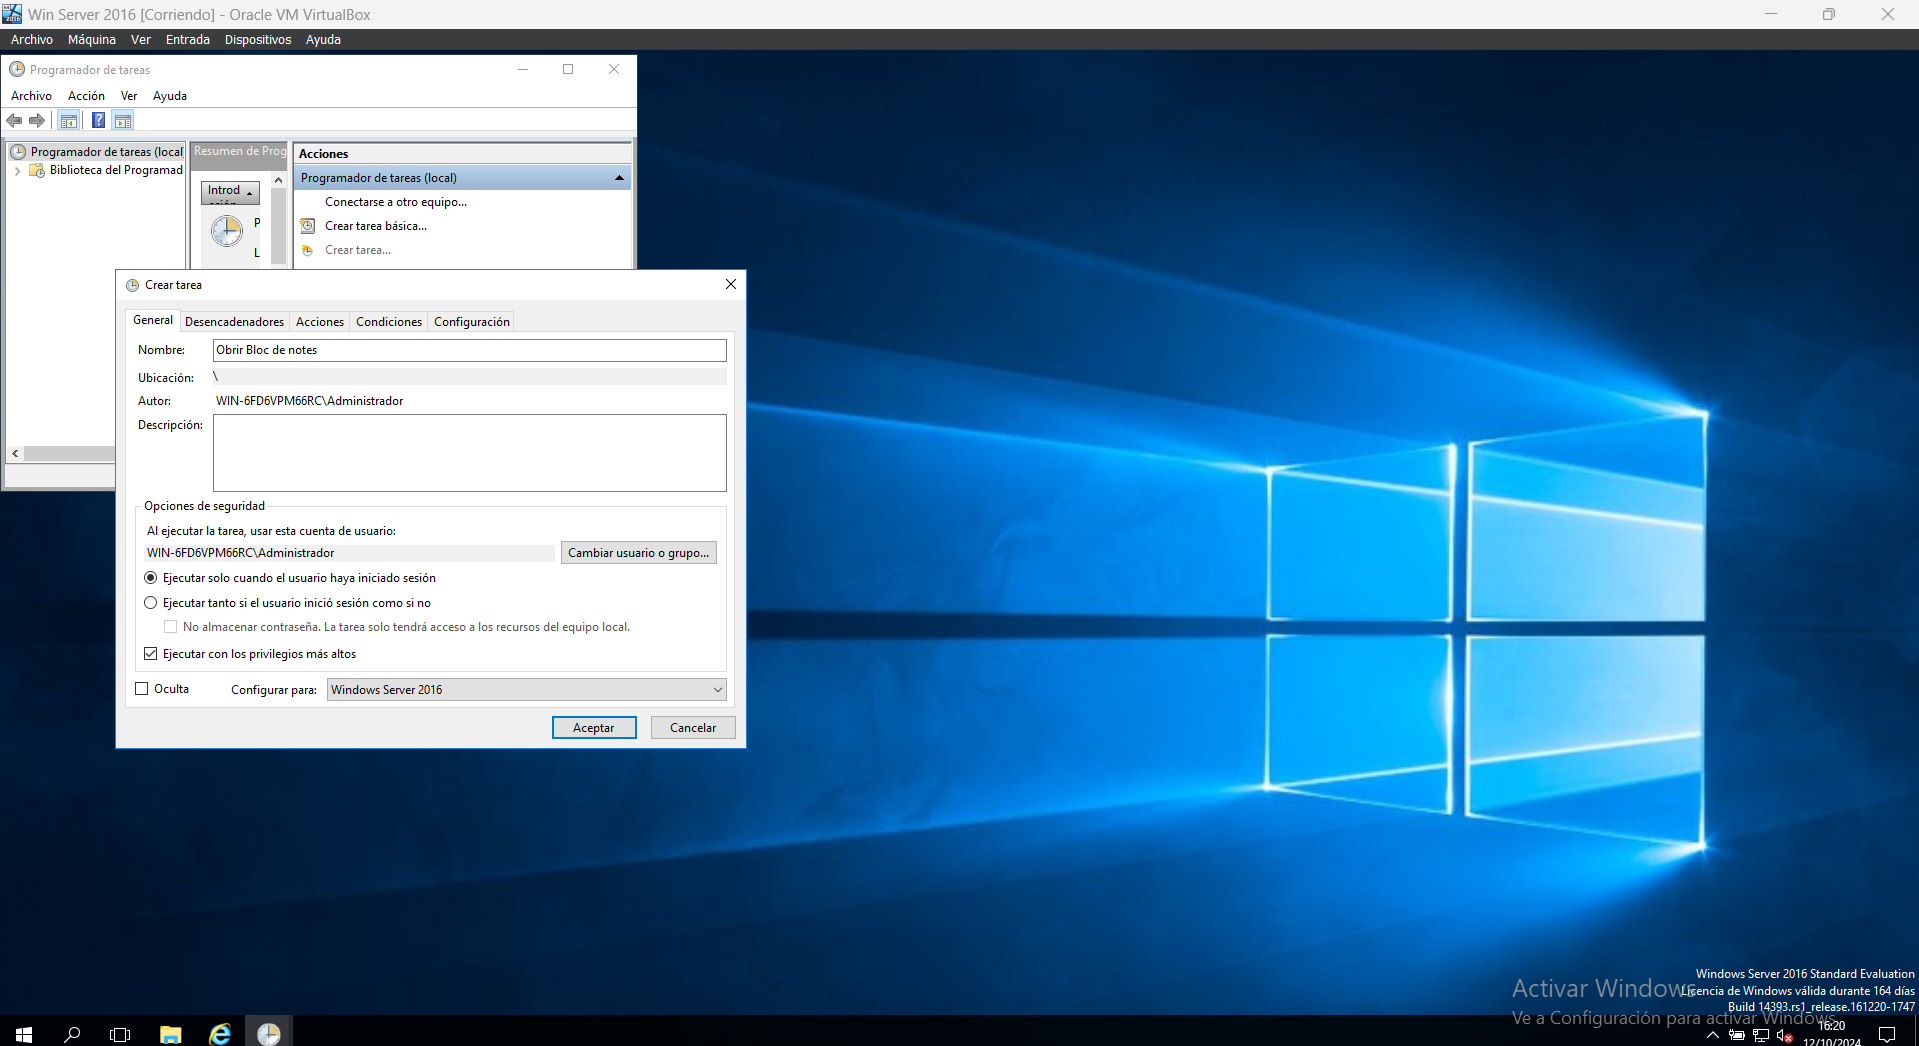 Win Server 2016 [Corriendo] - Oracle VM VirtualBox
Archivo Máquina Ver Entrada Dispositivos Ayuda
Programador de tareas
Archivo Acción Ver Ayuda
Programador de tareas (local
Biblioteca del Programad
Resumen de Prog
Introd
P
L
Acciones
Programador de tareas (local)
Conectarse a otro equipo...
Crear tarea básica...
Crear tarea...
Crear tarea
General Desencadenadores Acciones Condiciones Configuración
Nombre: Obrir Bloc de notes
Ubicación: \
Autor: WIN-6FD6VPM66RC\Administrador
Descripción:
Opciones de seguridad
Al ejecutar la tarea, usar esta cuenta de usuario:
WIN-6FD6VPM66RC\Administrador Cambiar usuario o grupo...
Ejecutar solo cuando el usuario haya iniciado sesión
Ejecutar tanto si el usuario inició sesión como si no
No almacenar contraseña. La tarea solo tendrá acceso a los recursos del equipo local.
Ejecutar con los privilegios más altos
Oculta Configurar para: Windows Server 2016
Aceptar Cancelar
Activar Windows
Ve a Configuración para activar Windows.
Windows Server 2016 Standard Evaluation
Licencia de Windows válida durante 164 días
Build 14393.rs1_release.161220-1747
16:20
12/10/2024